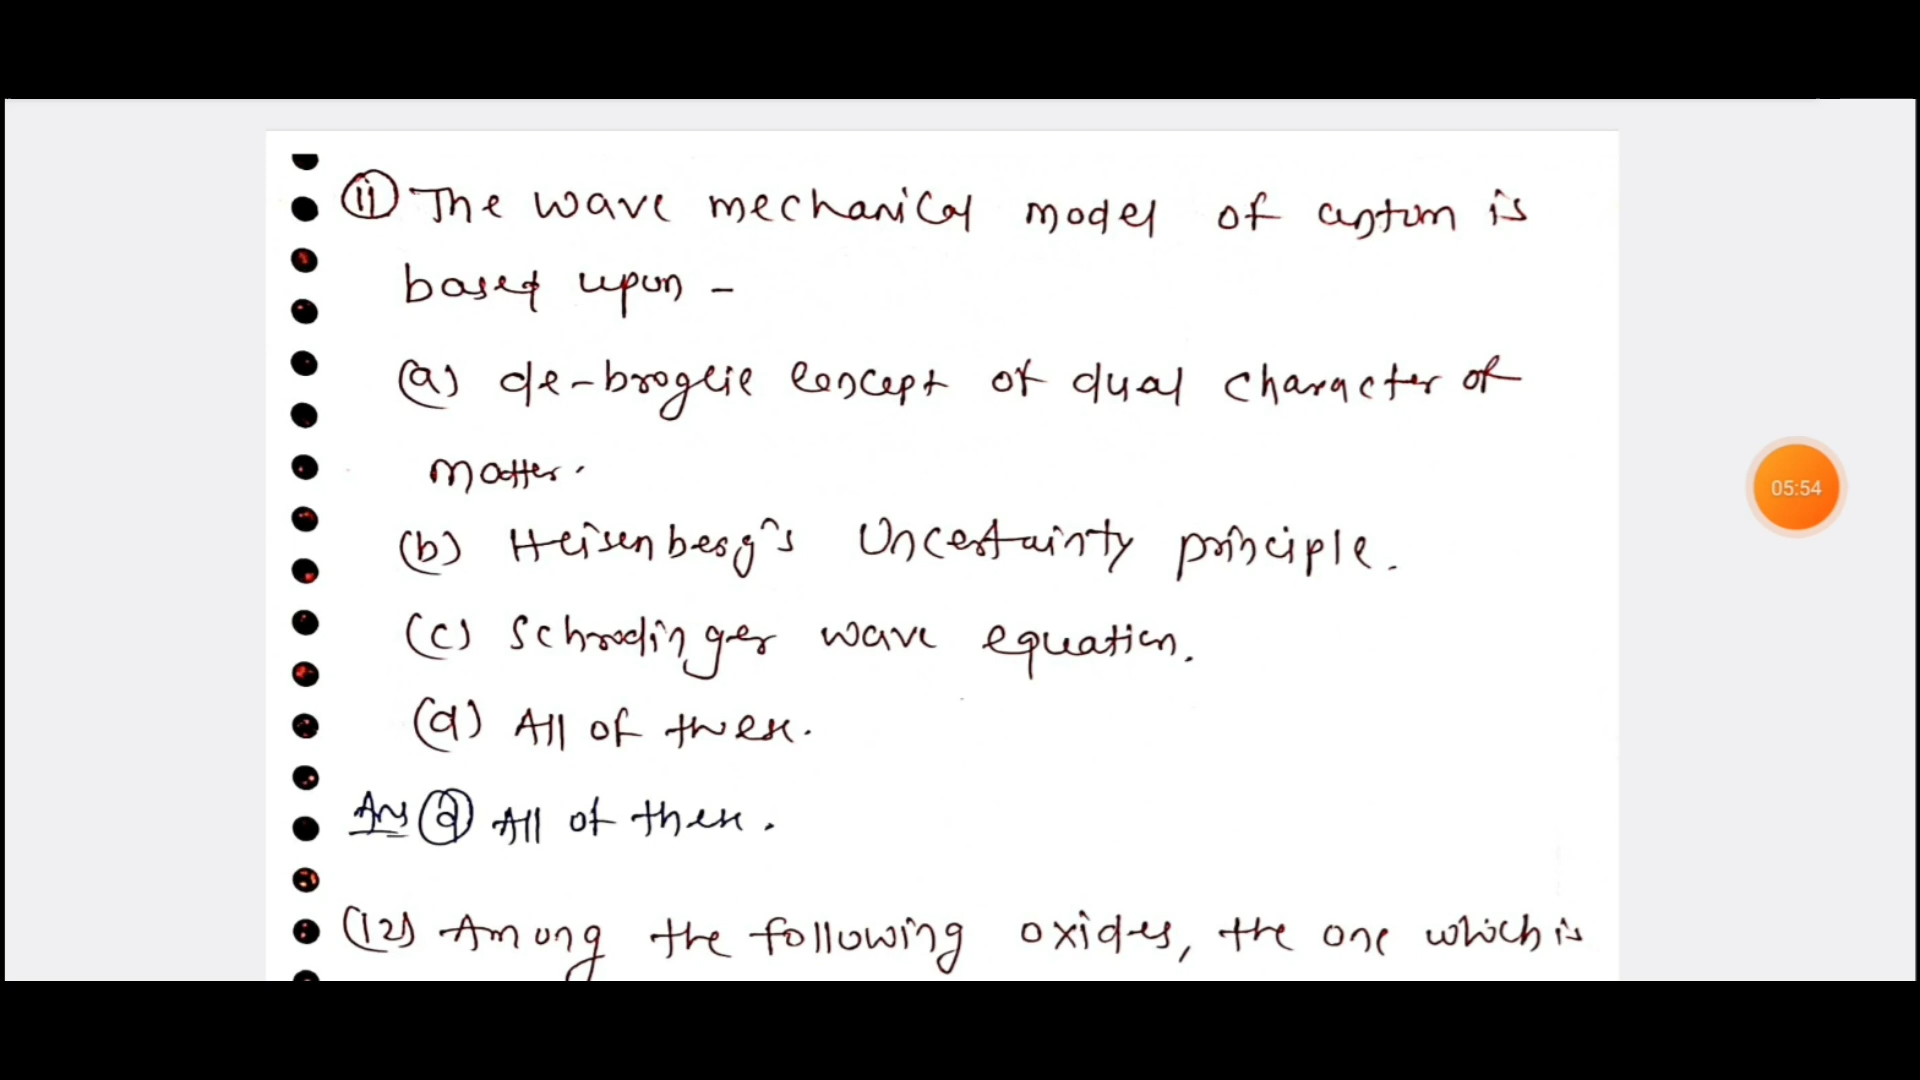 (11) The wave mechanical model of atom is
based upon -
(a) de-broglie concept of dual character of
matter.
(b) Heisenberg's Uncertainty principle.
(c) Schrodinger wave equation.
(d) All of these.
Ans (d) All of these.
(12) Among the following oxides, the one which is
05:54